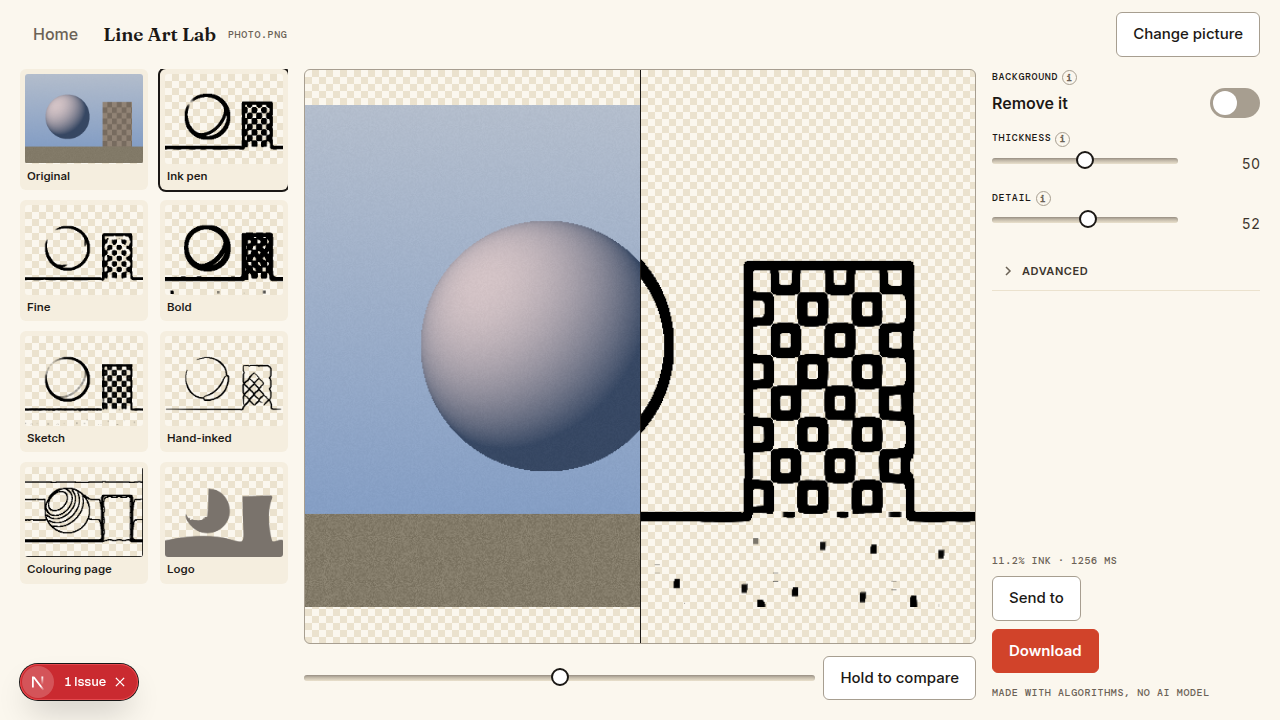 Home
Line Art Lab
PHOTO.PNG
Change picture
Original
Ink pen
Fine
Bold
Sketch
Hand-inked
Colouring page
Logo
BACKGROUND i
Remove it
THICKNESS i
50
DETAIL i
52
ADVANCED
11.2% INK · 1256 MS
Send to
Download
MADE WITH ALGORITHMS, NO AI MODEL
Hold to compare
N 1 Issue